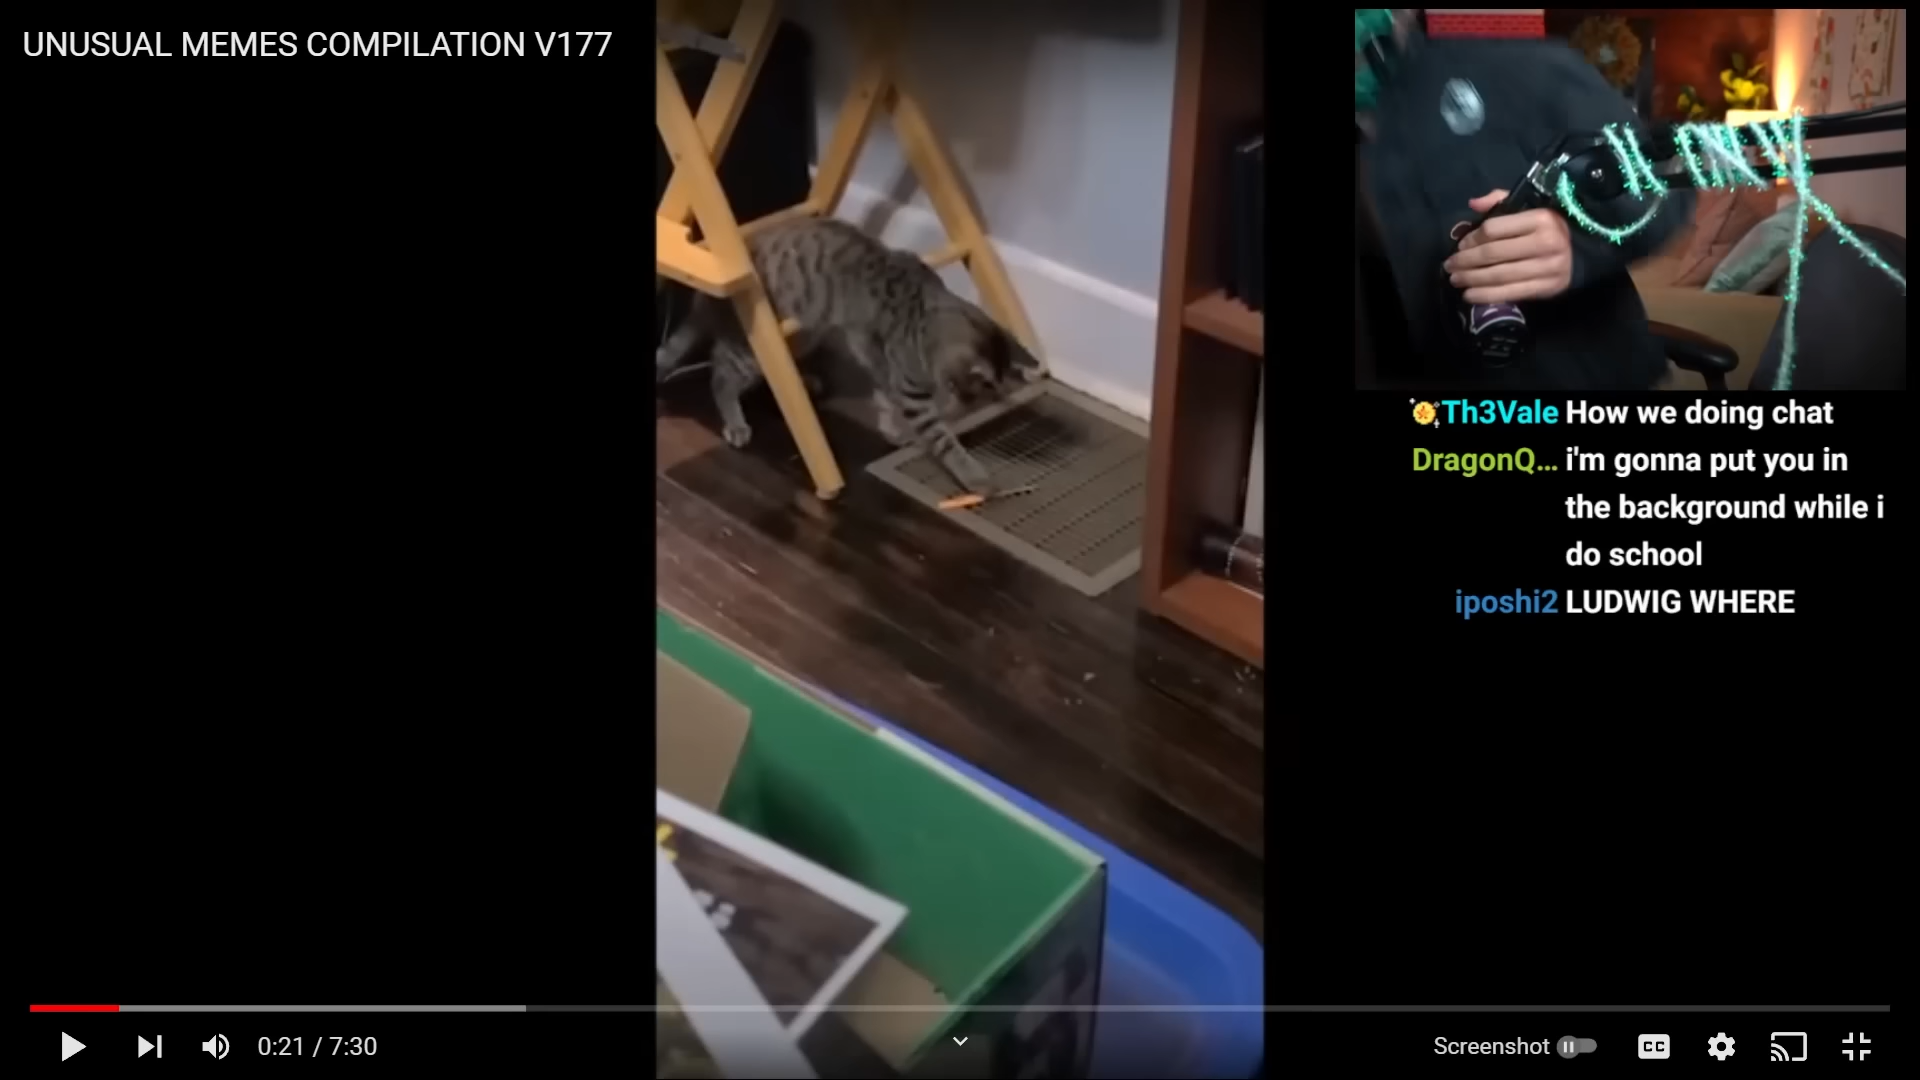 UNUSUAL MEMES COMPILATION V177
Th3Vale How we doing chat
DragonQ... i'm gonna put you in
the background while i
do school
iposhi2 LUDWIG WHERE
0:21 / 7:30
Screenshot
CC